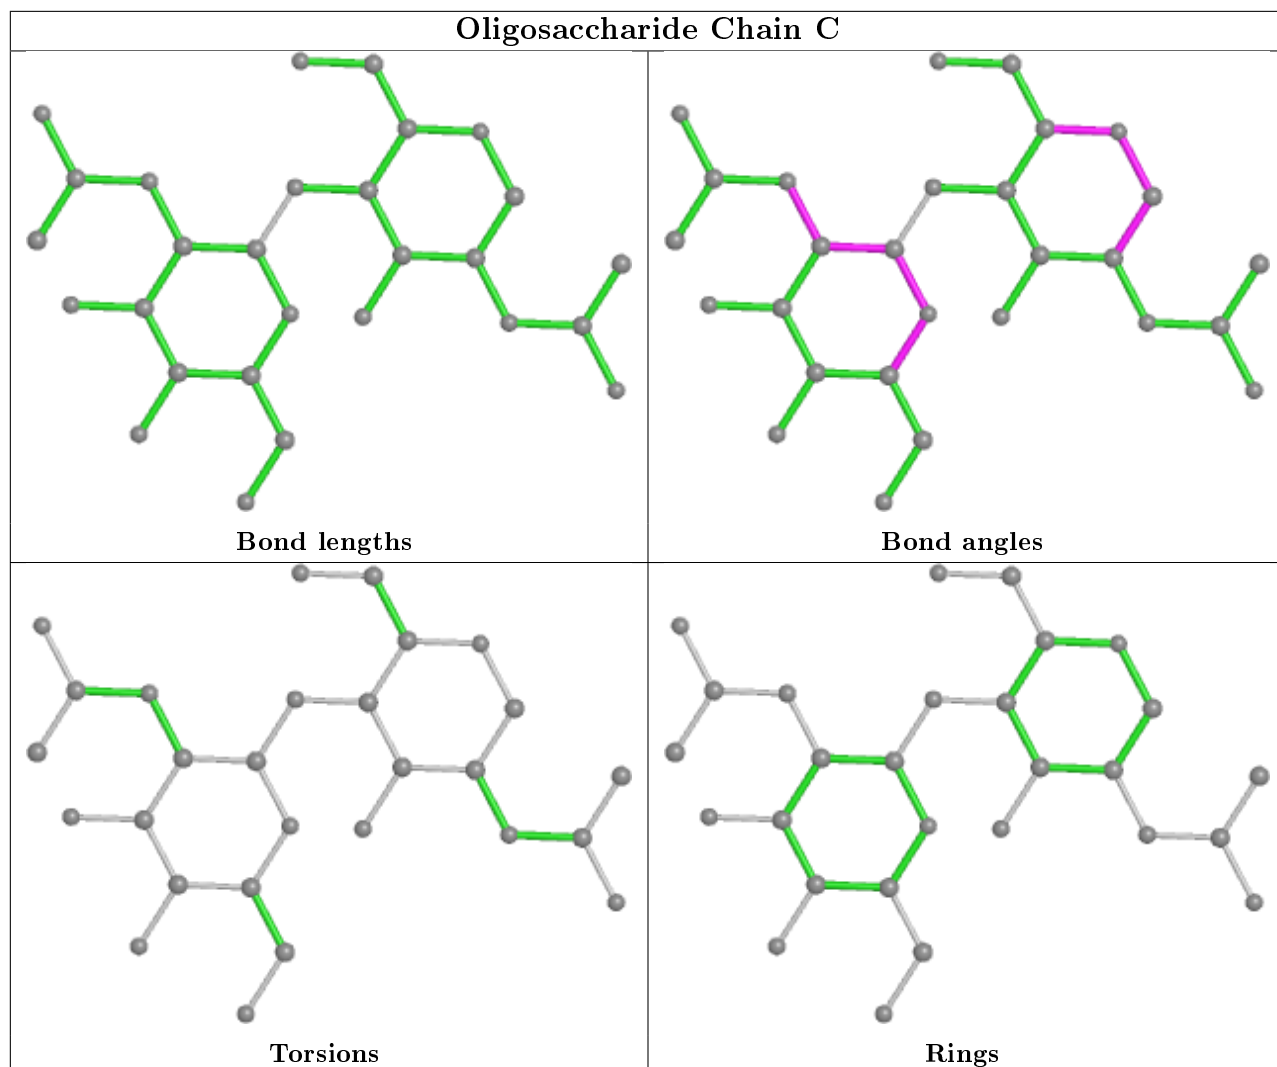 Oligosaccharide Chain C
Bond lengths
Bond angles
Torsions
Rings